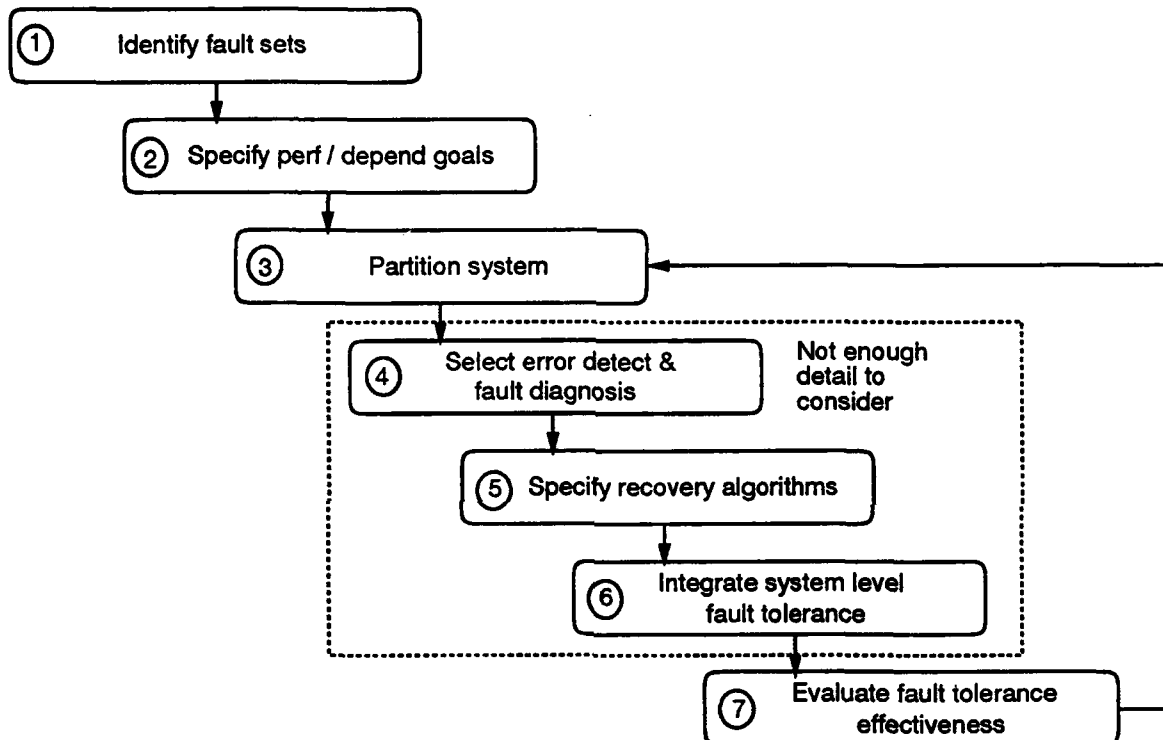 1 Identify fault sets
2 Specify perf / depend goals
3 Partition system
4 Select error detect &
fault diagnosis
Not enough
detail to
consider
5 Specify recovery algorithms
6 Integrate system level
fault tolerance
7 Evaluate fault tolerance
effectiveness